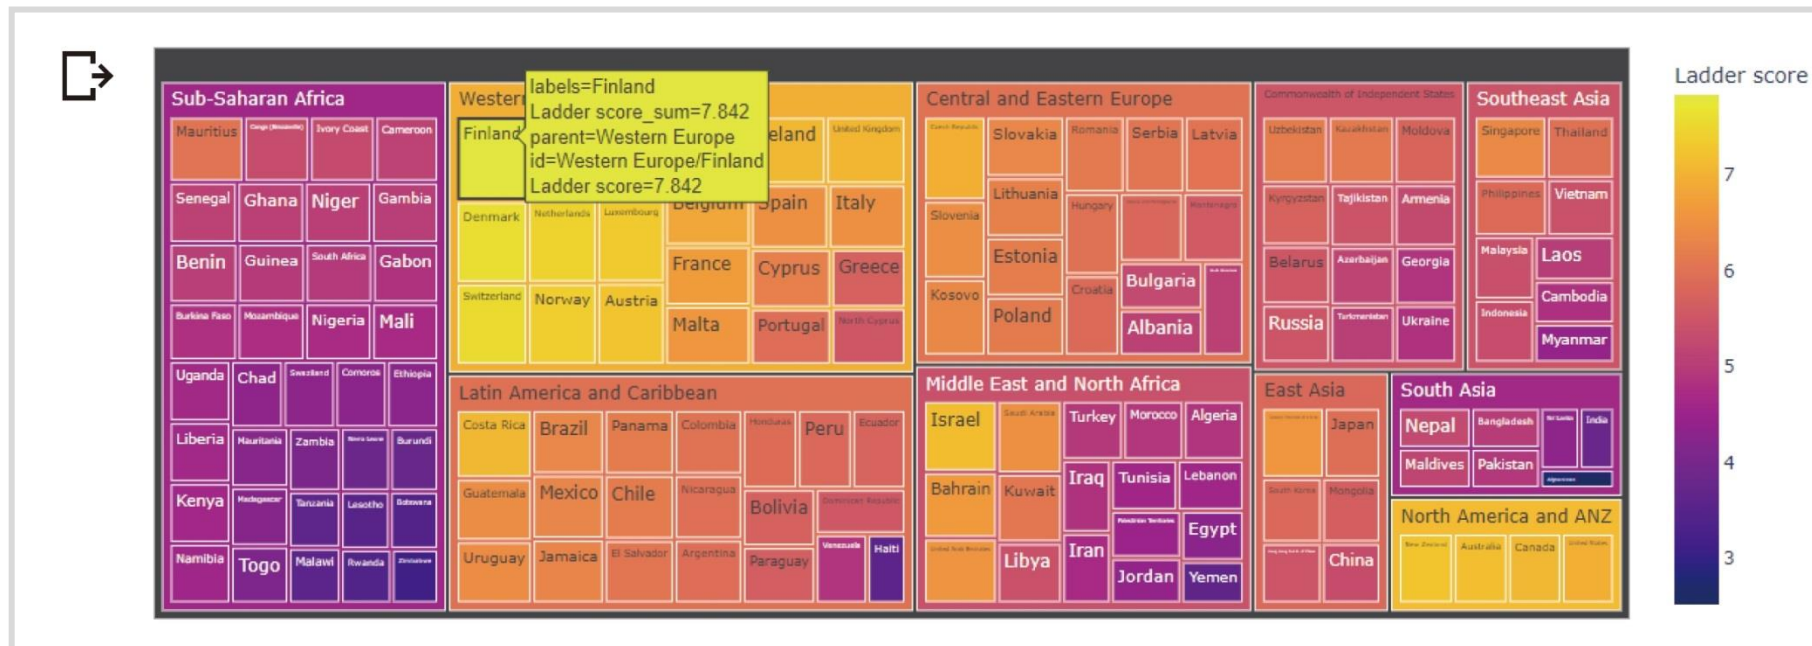 Ladder score
7
6
5
4
3
Sub-Saharan Africa
Mauritius
Congo (Brazzaville)
Ivory Coast
Cameroon
Senegal
Ghana
Niger
Gambia
Benin
Guinea
South Africa
Gabon
Burkina Faso
Mozambique
Nigeria
Mali
Uganda
Chad
Swaziland
Comoros
Ethiopia
Liberia
Mauritania
Zambia
Sierra Leone
Burundi
Kenya
Madagascar
Tanzania
Lesotho
Botswana
Namibia
Togo
Malawi
Rwanda
Zimbabwe
Western
labels=Finland
Ladder score_sum=7.842
parent=Western Europe
id=Western Europe/Finland
Ladder score=7.842
Finland
eland
United Kingdom
Denmark
Netherlands
Luxembourg
Belgium
Spain
Italy
France
Cyprus
Greece
Switzerland
Norway
Austria
Malta
Portugal
North Cyprus
Latin America and Caribbean
Costa Rica
Brazil
Panama
Colombia
Honduras
Peru
Ecuador
Guatemala
Mexico
Chile
Nicaragua
Bolivia
Dominican Republic
Uruguay
Jamaica
El Salvador
Argentina
Paraguay
Venezuela
Haiti
Central and Eastern Europe
Czech Republic
Slovakia
Romania
Serbia
Latvia
Slovenia
Lithuania
Hungary
Montenegro
Estonia
Bulgaria
Kosovo
Poland
Croatia
Albania
Middle East and North Africa
Israel
Saudi Arabia
Turkey
Morocco
Algeria
Bahrain
Kuwait
Iraq
Tunisia
Lebanon
Palestinian Territories
Egypt
United Arab Emirates
Libya
Iran
Jordan
Yemen
Commonwealth of Independent States
Uzbekistan
Kazakhstan
Moldova
Kyrgyzstan
Tajikistan
Armenia
Belarus
Azerbaijan
Georgia
Russia
Turkmenistan
Ukraine
Southeast Asia
Singapore
Thailand
Philippines
Vietnam
Malaysia
Laos
Cambodia
Indonesia
Myanmar
East Asia
Japan
South Korea
Mongolia
China
South Asia
Nepal
Bangladesh
Sri Lanka
India
Maldives
Pakistan
Afghanistan
North America and ANZ
New Zealand
Australia
Canada
United States